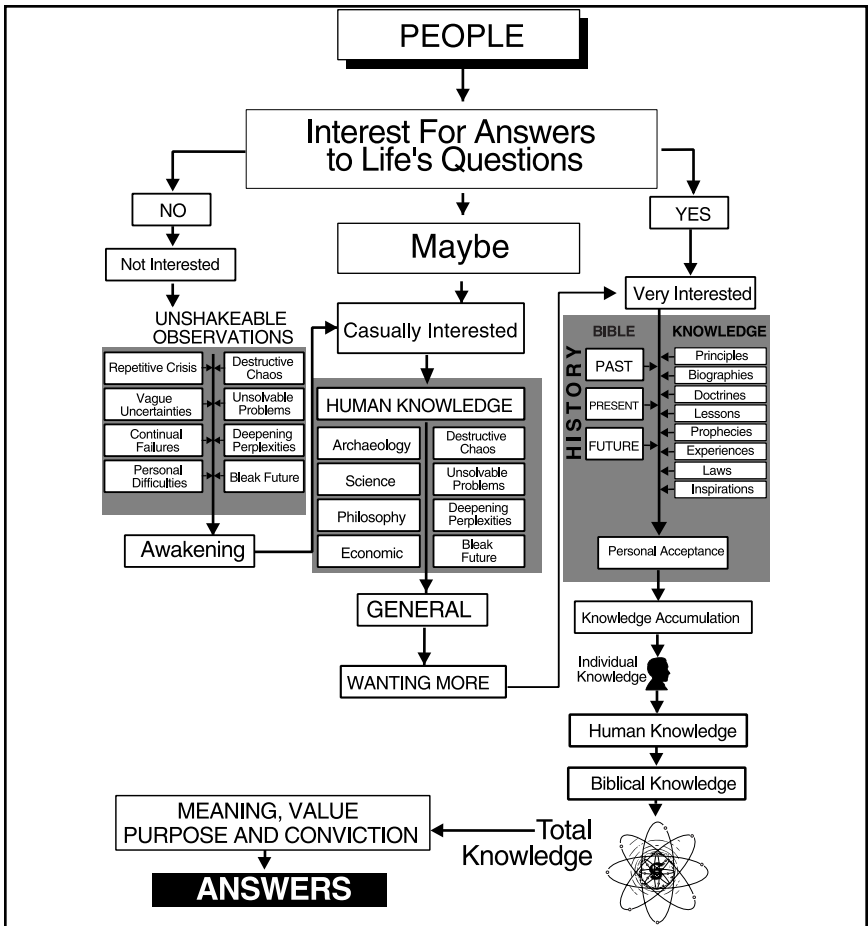 PEOPLE
Interest For Answers
to Life's Questions
NO
Maybe
YES
Not Interested
Casually Interested
Very Interested
UNSHAKEABLE
OBSERVATIONS
Repetitive Crisis
Destructive
Chaos
Vague
Uncertainties
Unsolvable
Problems
Continual
Failures
Deepening
Perplexities
Personal
Difficulties
Bleak Future
Awakening
HUMAN KNOWLEDGE
Archaeology
Destructive
Chaos
Science
Unsolvable
Problems
Philosophy
Deepening
Perplexities
Economic
Bleak
Future
GENERAL
WANTING MORE
BIBLE
KNOWLEDGE
HISTORY
PAST
PRESENT
FUTURE
Principles
Biographies
Doctrines
Lessons
Prophecies
Experiences
Laws
Inspirations
Personal Acceptance
Knowledge Accumulation
Individual
Knowledge
Human Knowledge
Biblical Knowledge
Total
Knowledge
MEANING, VALUE
PURPOSE AND CONVICTION
ANSWERS